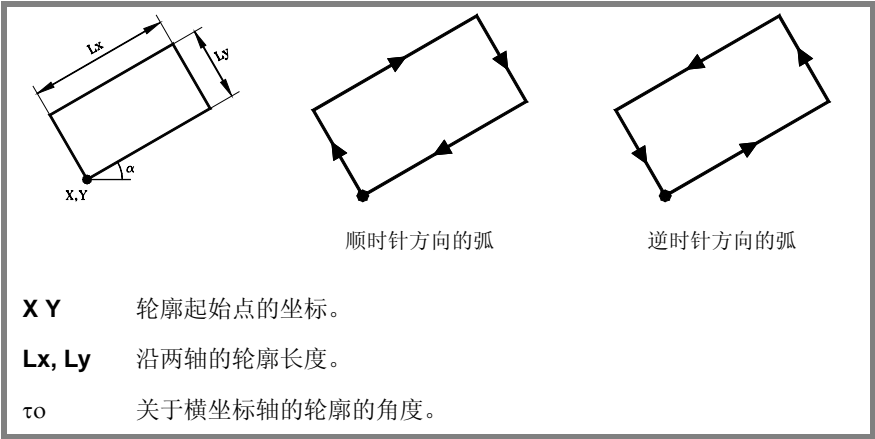 Lx
Ly
α
X,Y
顺时针方向的弧
逆时针方向的弧
X Y 轮廓起始点的坐标。
Lx, Ly 沿两轴的轮廓长度。
το 关于横坐标轴的轮廓的角度。